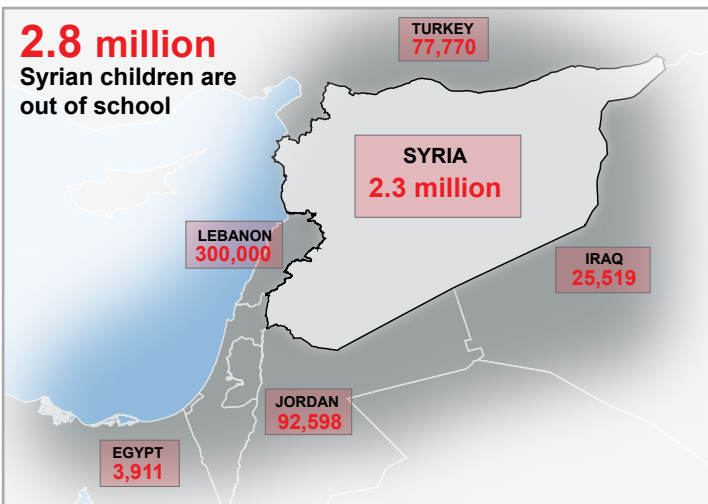 2.8 million
Syrian children are
out of school
TURKEY
77,770
SYRIA
2.3 million
LEBANON
300,000
IRAQ
25,519
JORDAN
92,598
EGYPT
3,911